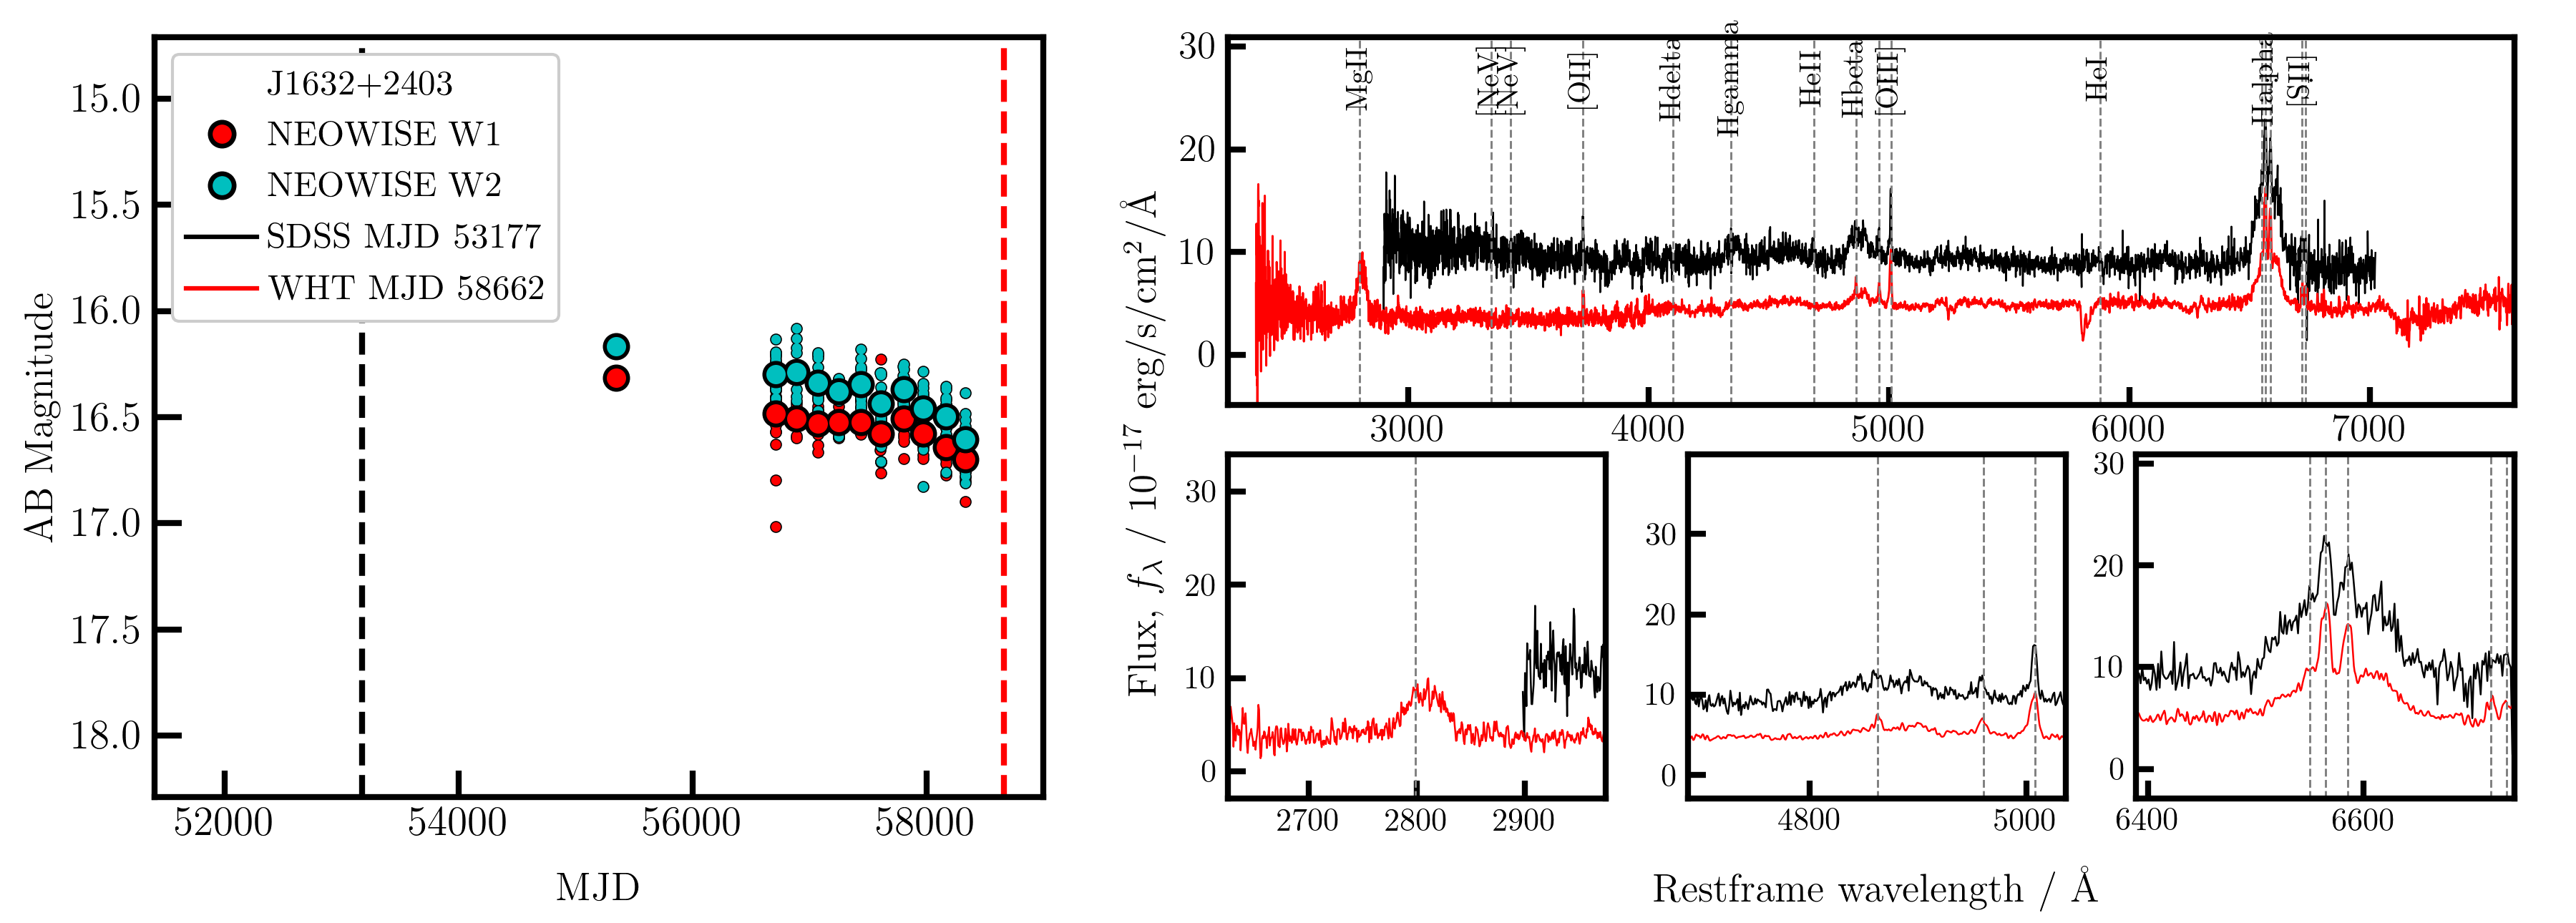 J1632+2403
NEOWISE W1
NEOWISE W2
SDSS MJD 53177
WHT MJD 58662
AB Magnitude
15.0
15.5
16.0
16.5
17.0
17.5
18.0
52000 54000 56000 58000
MJD
Flux, fλ / 10−17 erg/s/cm2/Å
30
20
10
0
MgII [NeV] [NeV] [OII] Hdelta Hgamma HeII Hbeta [OIII] HeI Halpha [SII]
3000 4000 5000 6000 7000
30
20
10
0
2700 2800 2900
30
20
10
0
4800 5000
30
20
10
0
6400 6600
Restframe wavelength / Å